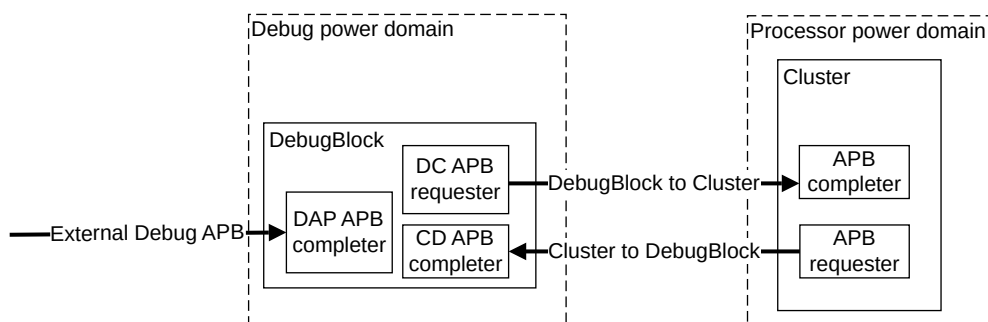 Debug power domain
Processor power domain
Cluster
DebugBlock
DC APB
requester
APB
completer
DebugBlock to Cluster
DAP APB
completer
External Debug APB
CD APB
completer
Cluster to DebugBlock
APB
requester